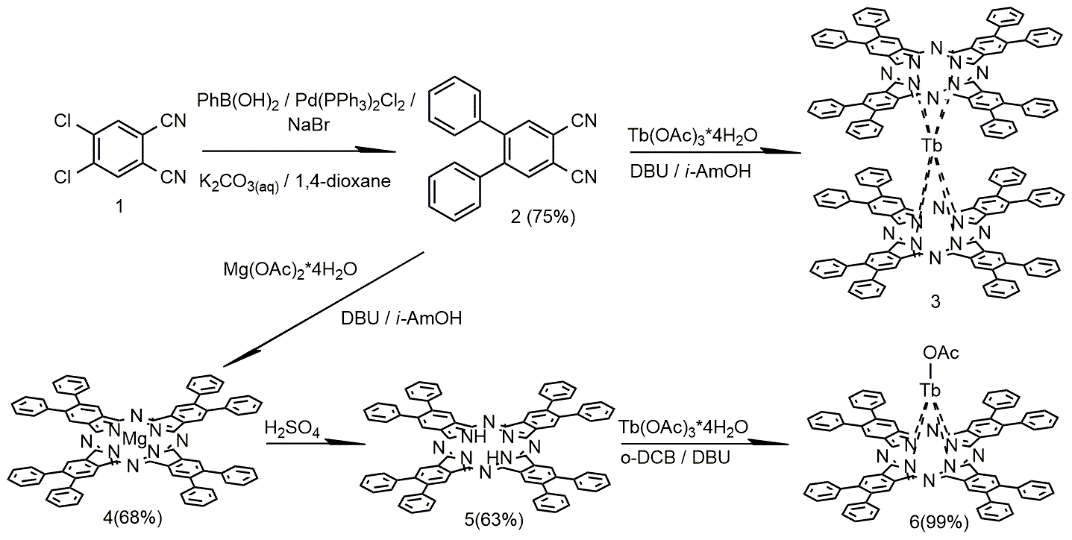 Cl
CN
Cl
CN
1
PhB(OH)2 / Pd(PPh3)2Cl2 /
NaBr
K2CO3(aq) / 1,4-dioxane
CN
CN
2 (75%)
Tb(OAc)3*4H2O
DBU / i-AmOH
N
N N
N N
N
N
N
Tb
N
N
N N
N N
N
N
3
Mg(OAc)2*4H2O
DBU / i-AmOH
N
N
N
Mg
N N
N
N
4(68%)
H2SO4
N
NH
N
N
N
HN
N
5(63%)
Tb(OAc)3*4H2O
o-DCB / DBU
OAc
Tb
N
N
N N
N N
N
N
6(99%)